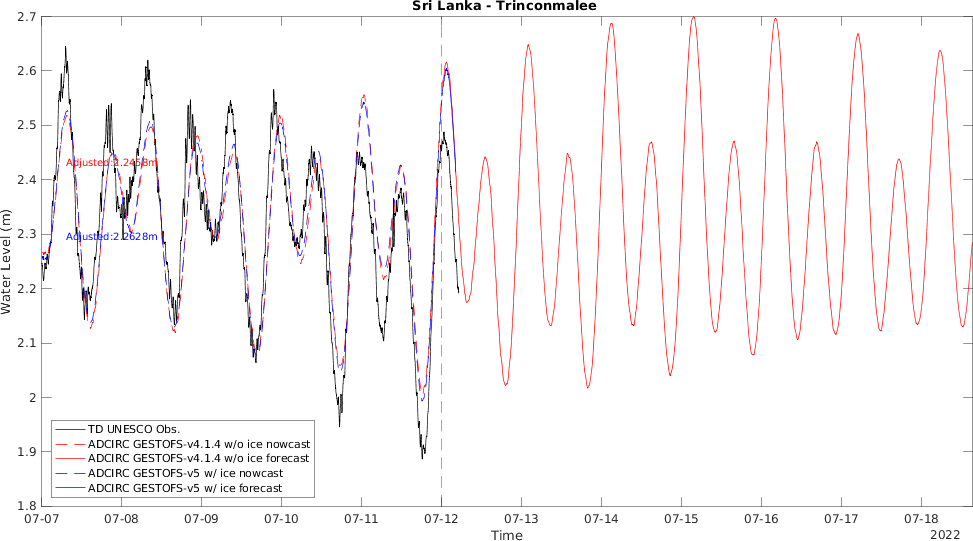 Sri Lanka - Trinconmalee
2.7
2.6
2.5
2.4
2.3
2.2
2.1
2
1.9
1.8
Water Level (m)
Adjusted:2.2458m
Adjusted:2.2628m
TD UNESCO Obs.
ADCIRC GESTOFS-v4.1.4 w/o ice nowcast
ADCIRC GESTOFS-v4.1.4 w/o ice forecast
ADCIRC GESTOFS-v5 w/ ice nowcast
ADCIRC GESTOFS-v5 w/ ice forecast
07-07 07-08 07-09 07-10 07-11 07-12 07-13 07-14 07-15 07-16 07-17 07-18
Time
2022